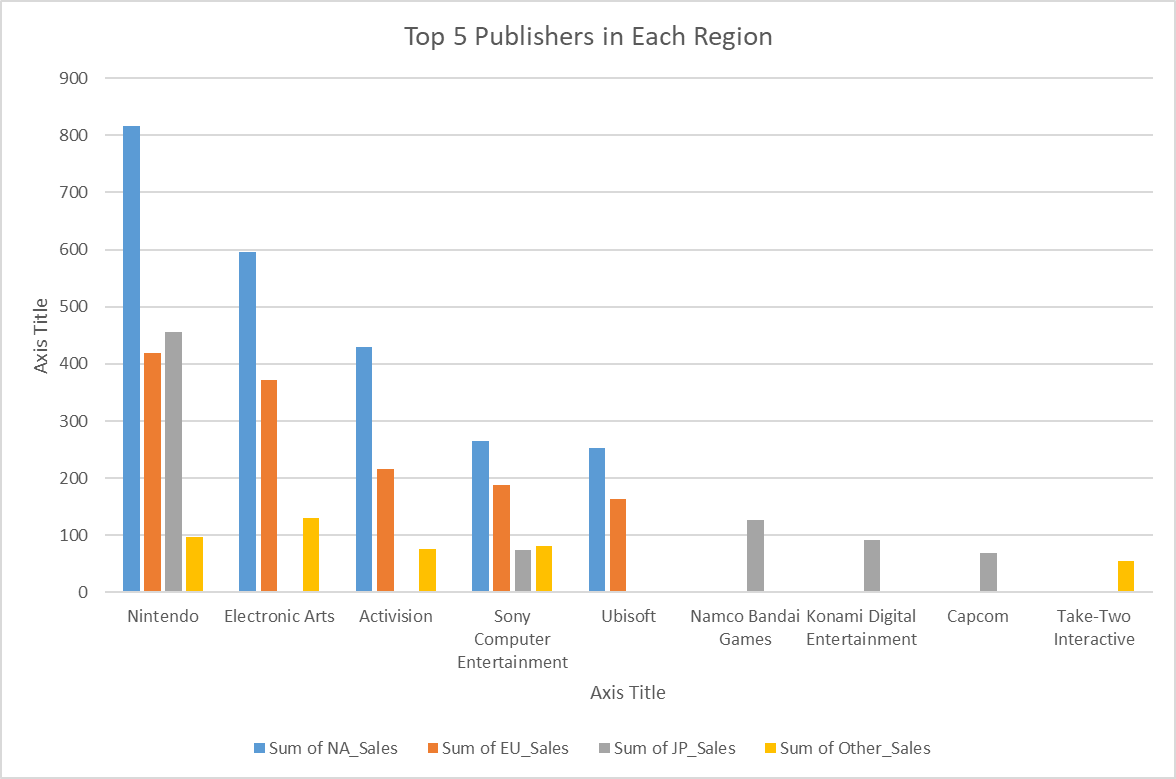 Top 5 Publishers in Each Region
900
800
700
600
500
400
300
200
100
0
Axis Title
Nintendo
Electronic Arts
Activision
Sony
Computer
Entertainment
Ubisoft
Namco Bandai
Games
Konami Digital
Entertainment
Capcom
Take-Two
Interactive
Axis Title
Sum of NA_Sales
Sum of EU_Sales
Sum of JP_Sales
Sum of Other_Sales